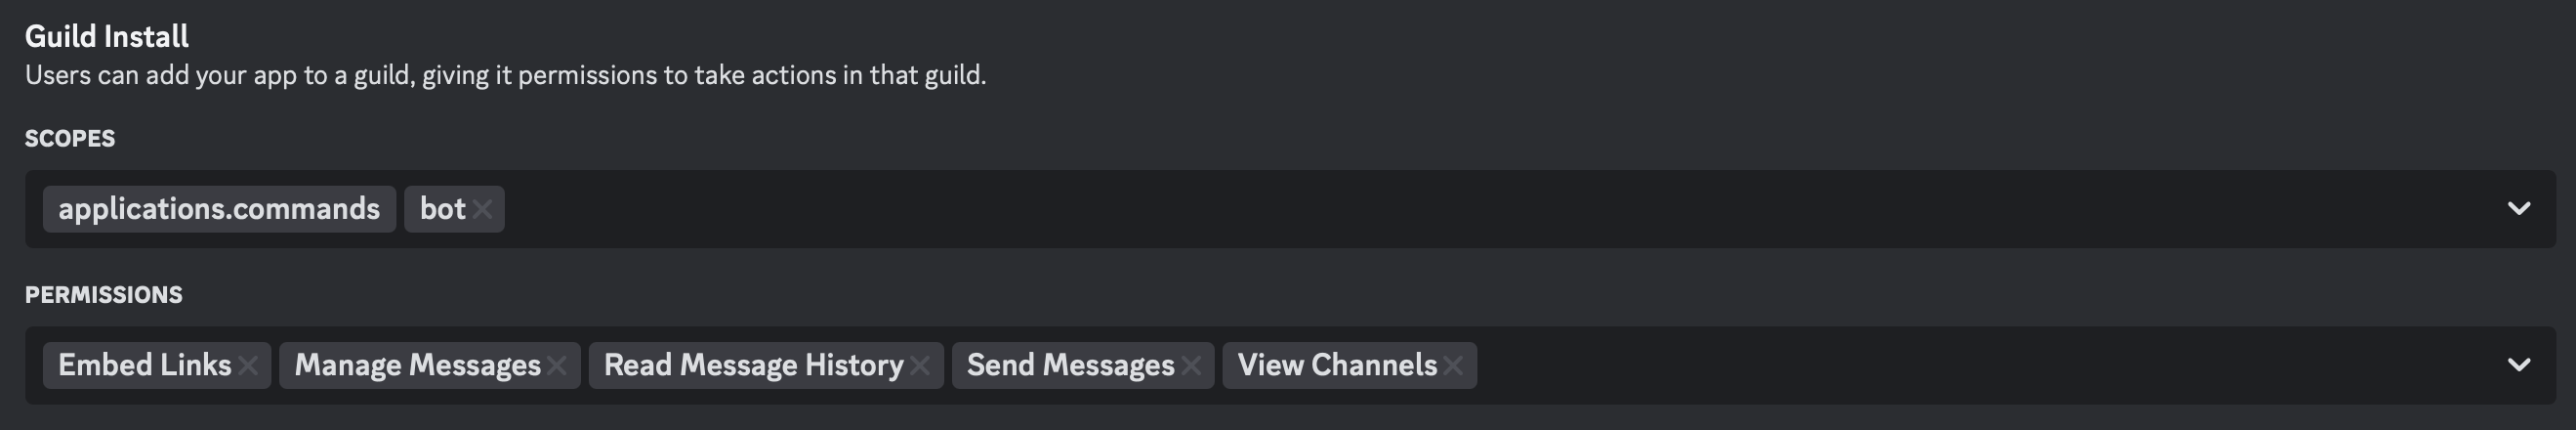 Guild Install
Users can add your app to a guild, giving it permissions to take actions in that guild.
SCOPES
applications.commands bot
PERMISSIONS
Embed Links Manage Messages Read Message History Send Messages View Channels